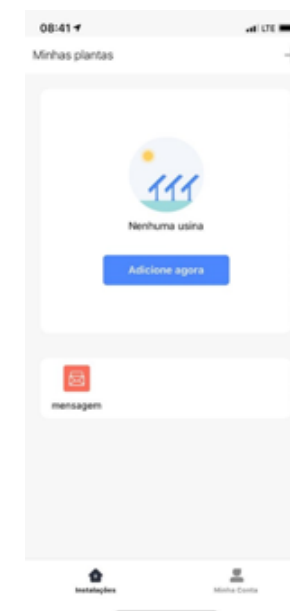 08:41
LTE
Minhas plantas
Nenhuma usina
Adicione agora
mensagem
Instalações
Minha Conta